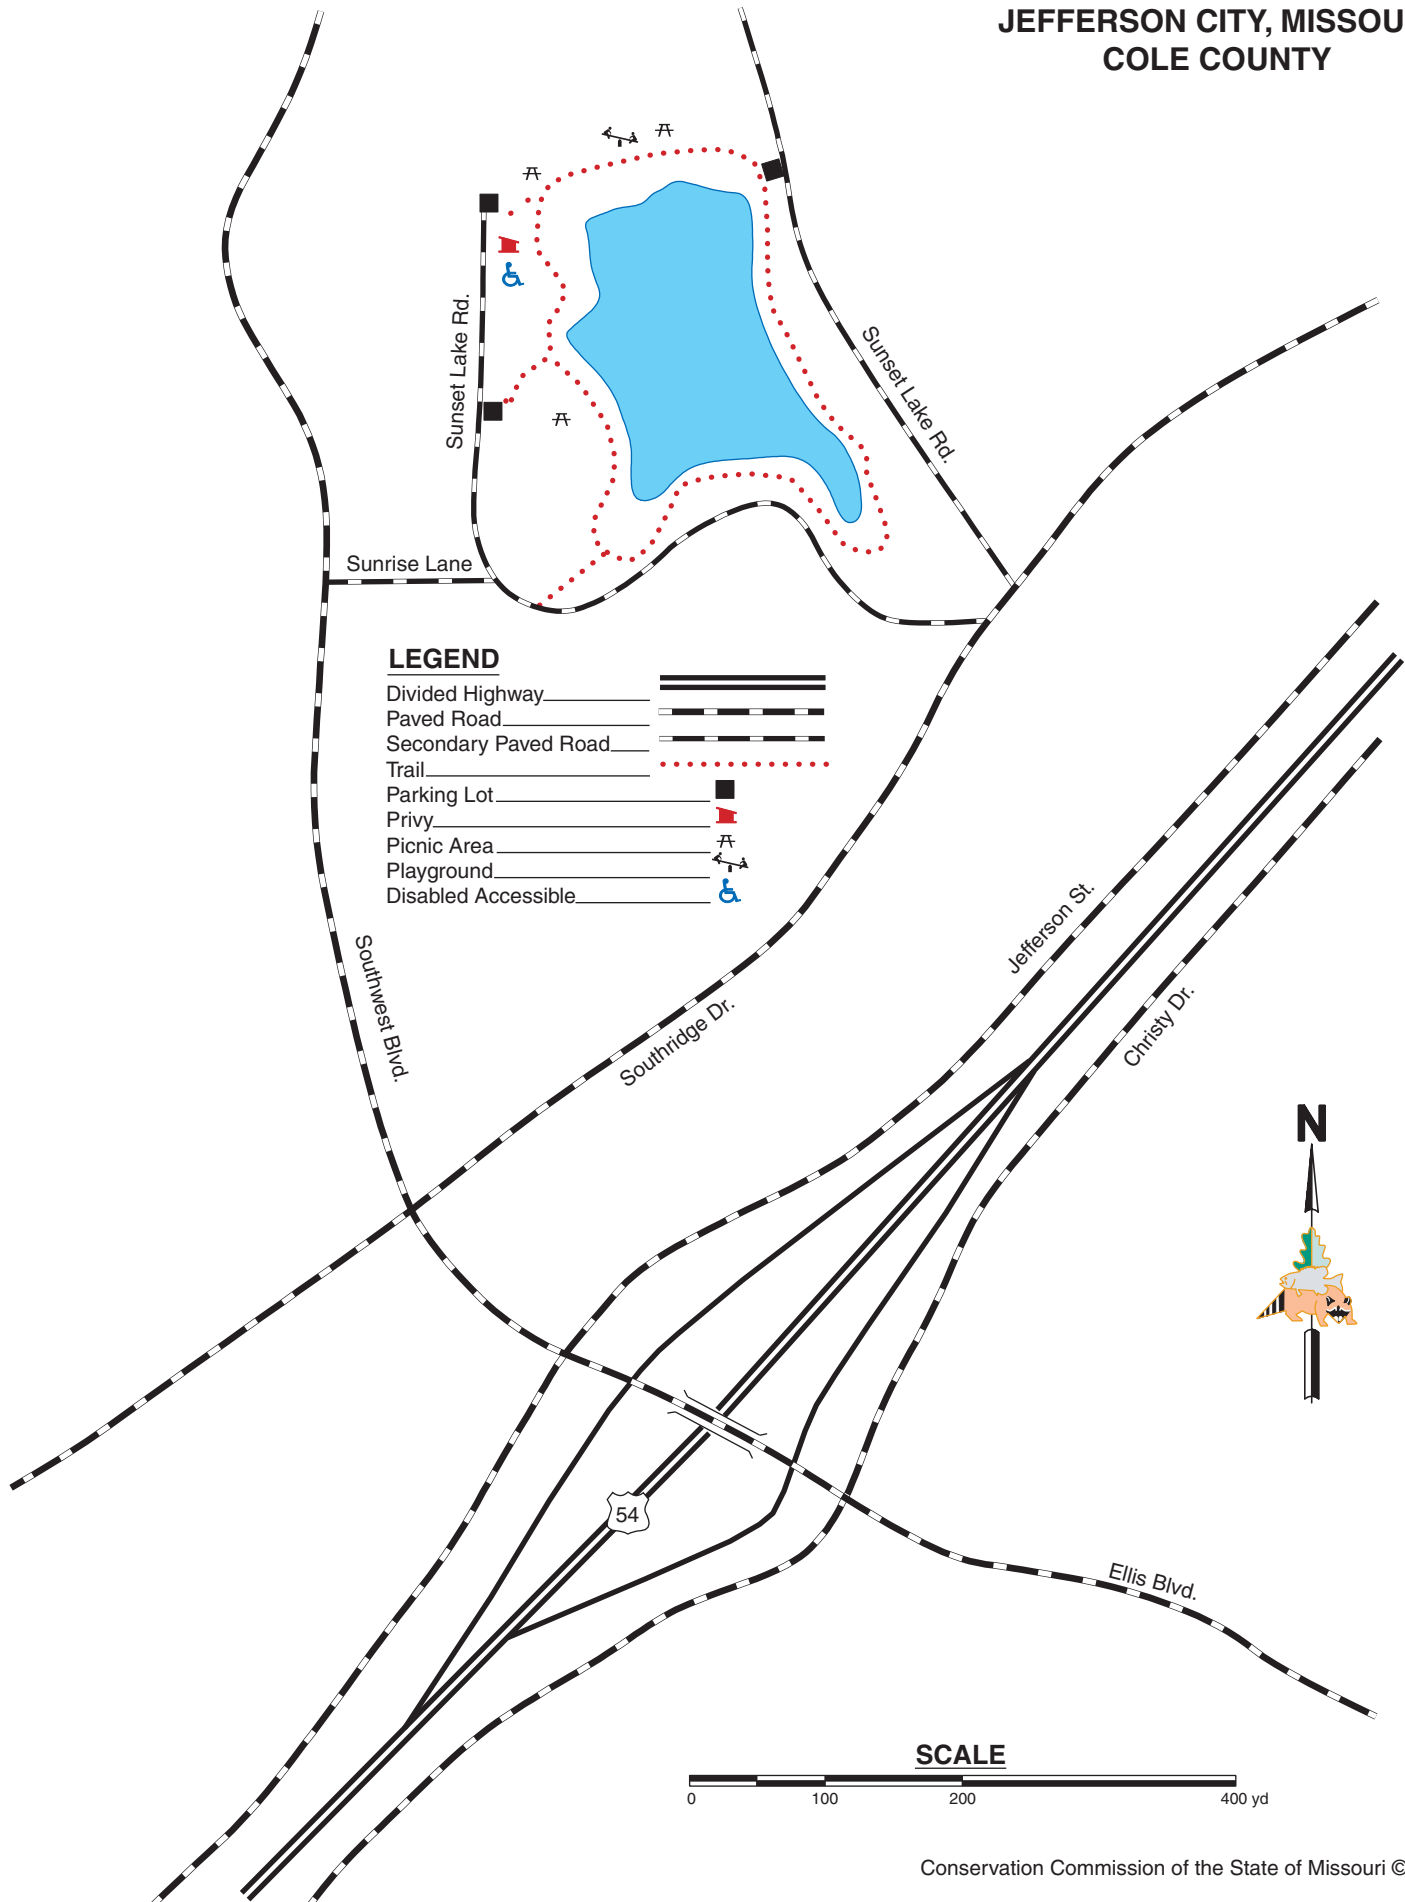 JEFFERSON CITY, MISSOU
COLE COUNTY
Sunset Lake Rd.
Sunset Lake Rd.
Sunrise Lane
LEGEND
Divided Highway
Paved Road
Secondary Paved Road
Trail
Parking Lot
Privy
Picnic Area
Playground
Disabled Accessible
Jefferson St.
Southwest Blvd.
Southridge Dr.
Christy Dr.
N
54
Ellis Blvd.
SCALE
0 100 200 400 yd
Conservation Commission of the State of Missouri ©